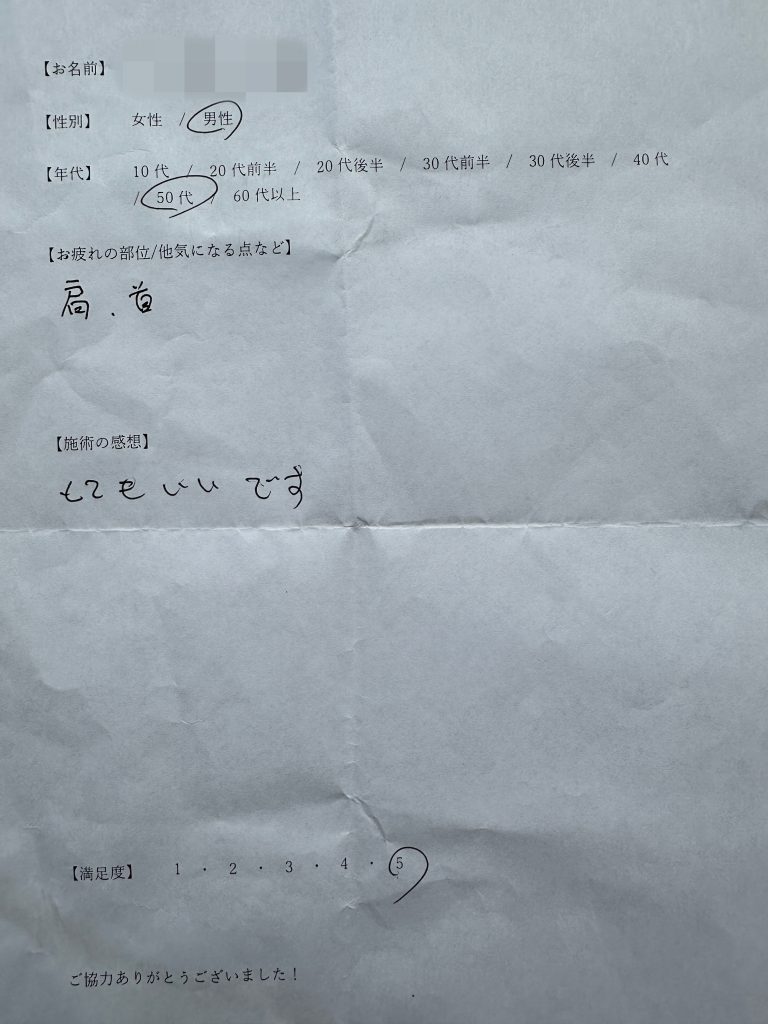 【お名前】
【性別】 女性 / 男性
【年代】 10代 / 20代前半 / 20代後半 / 30代前半 / 30代後半 / 40代
/ 50代 / 60代以上
【お疲れの部位/他気になる点など】
肩、首
【施術の感想】
とてもいいです
【満足度】 1 ・ 2 ・ 3 ・ 4 ・ 5
ご協力ありがとうございました！